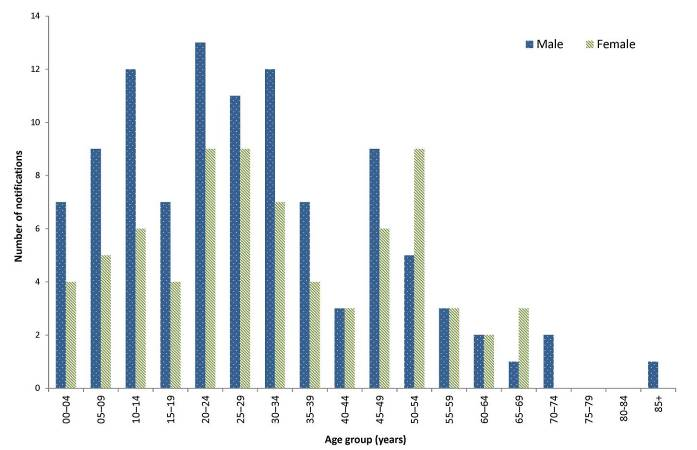 14
Male Female
12
10
8
6
4
2
0
Number of notifications
00–04 05–09 10–14 15–19 20–24 25–29 30–34 35–39 40–44 45–49 50–54 55–59 60–64 65–69 70–74 75–79 80-84 85+
Age group (years)